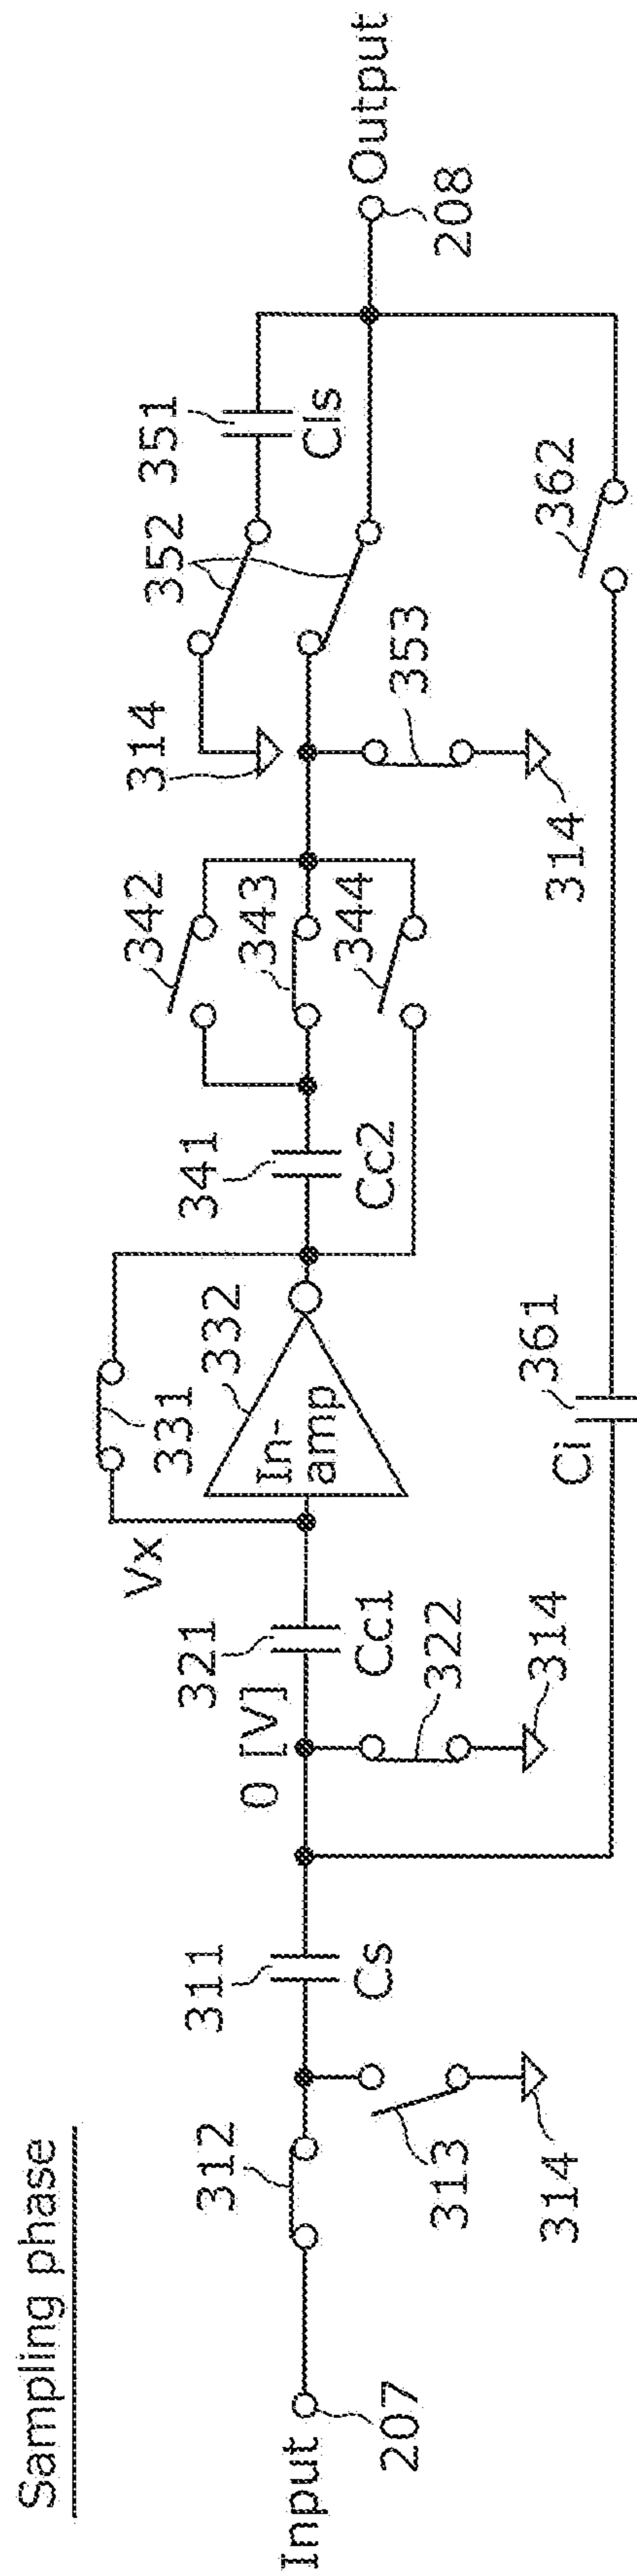 Sampling phase
Input
207
312
313
314
311
Cs
0 [V]
321
Cc1
322
314
Vx
331
332
In-
amp
341
Cc2
342
343
344
314
352
351
Cls
353
314
361
Ci
362
208
Output